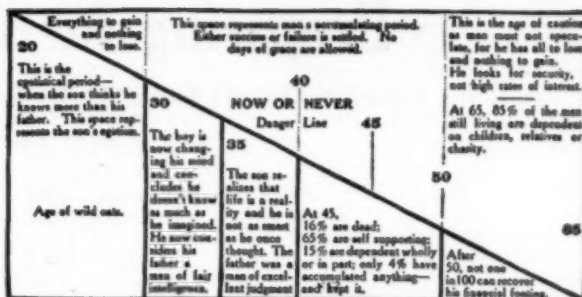 Everything to gain
and nothing
to lose.
20
This is the
egotistical period—
when the son thinks he
knows more than his
father. This space rep-
resents the son's egotism.
Age of wild oats.
This space represents man's accumulating period.
Either success or failure is settled. No
days of grace are allowed.
30
The boy is
now chang-
ing his mind
and con-
cludes he
doesn't know
as much as
he imagined.
He now con-
siders his
father a
man of fair
intelligence.
35
The son re-
alizes that
life is a real-
ity and he is
not as smart
as he once
thought. The
father was a
man of excel-
lent judgment
40
NOW OR NEVER
Danger Line
45
At 45,
16% are dead;
65% are self supporting;
15% are dependent wholly
or in part; only 4% have
accumulated anything—
and kept it.
This is the age of caution
as man must not specu-
late, for he has all to lose
and nothing to gain.
He looks for security,
not high rates of interest.
At 65, 85% of the men
still living are dependent
on children, relatives or
charity.
50
After
50, not one
in 100 can recover
his financial footing.
65